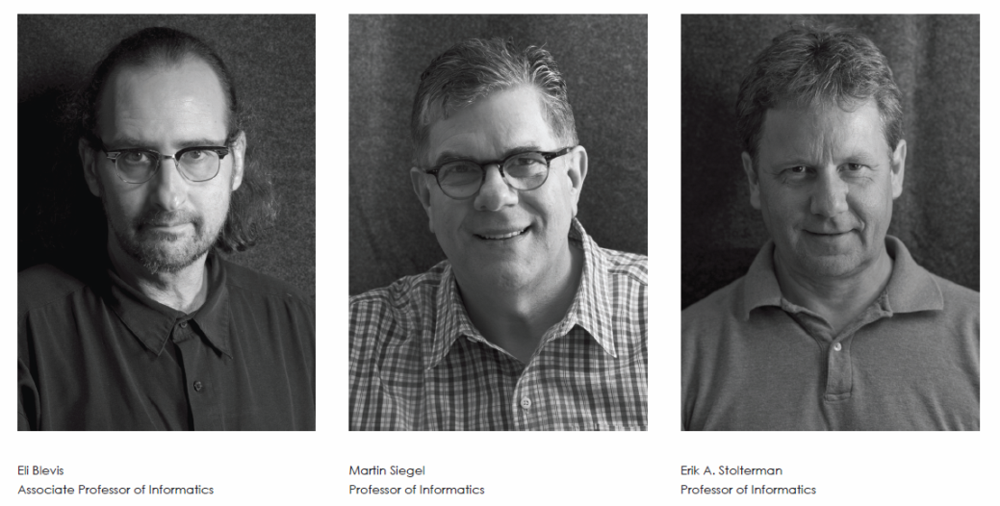 Eli Blevis
Associate Professor of Informatics
Martin Siegel
Professor of Informatics
Erik A. Stolterman
Professor of Informatics